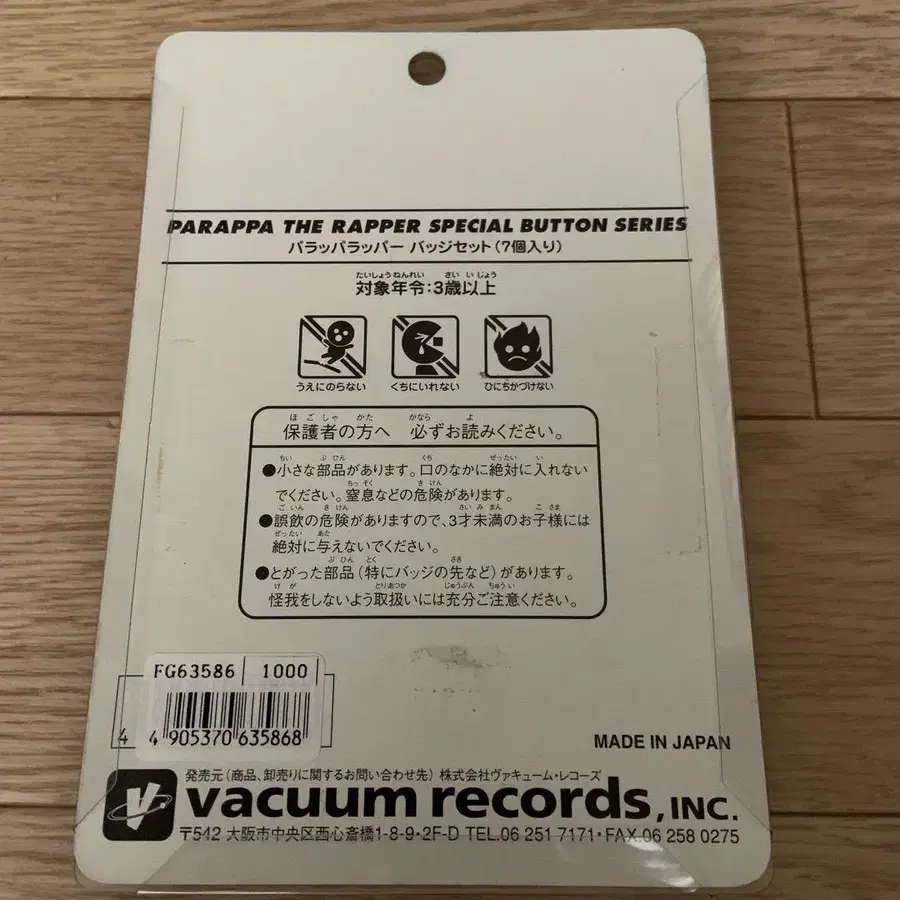 PARAPPA THE RAPPER SPECIAL BUTTON SERIES
パラッパラッパー バッジセット(7個入り)
たいしょうねんれい さい いじょう
対象年令:3歳以上
うえにのらない くちにいれない ひにちかづけない
ほごしゃ かた かなら よ
保護者の方へ 必ずお読みください。
ちい ぶひん くち ぜったい い
●小さな部品があります。口のなかに絶対に入れない
ちっそく きけん
でください。窒息などの危険があります。
ごいん きけん さいみまん こさま
●誤飲の危険がありますので、3才未満のお子様には
ぜったい あた
絶対に与えないでください。
ぶひん とく さき
●とがった部品(特にバッジの先など)があります。
けが とりあつか じゅうぶん ちゅうい
怪我をしないよう取扱いには充分ご注意ください。
FG63586 1000
4
4 905370 635868
MADE IN JAPAN
発売元(商品、卸売りに関するお問い合わせ先)株式会社ヴァキューム・レコーズ
V vacuum records, INC.
〒542 大阪市中央区西心斎橋1-8-9・2F-D TEL.06 251 7171・FAX.06 258 0275